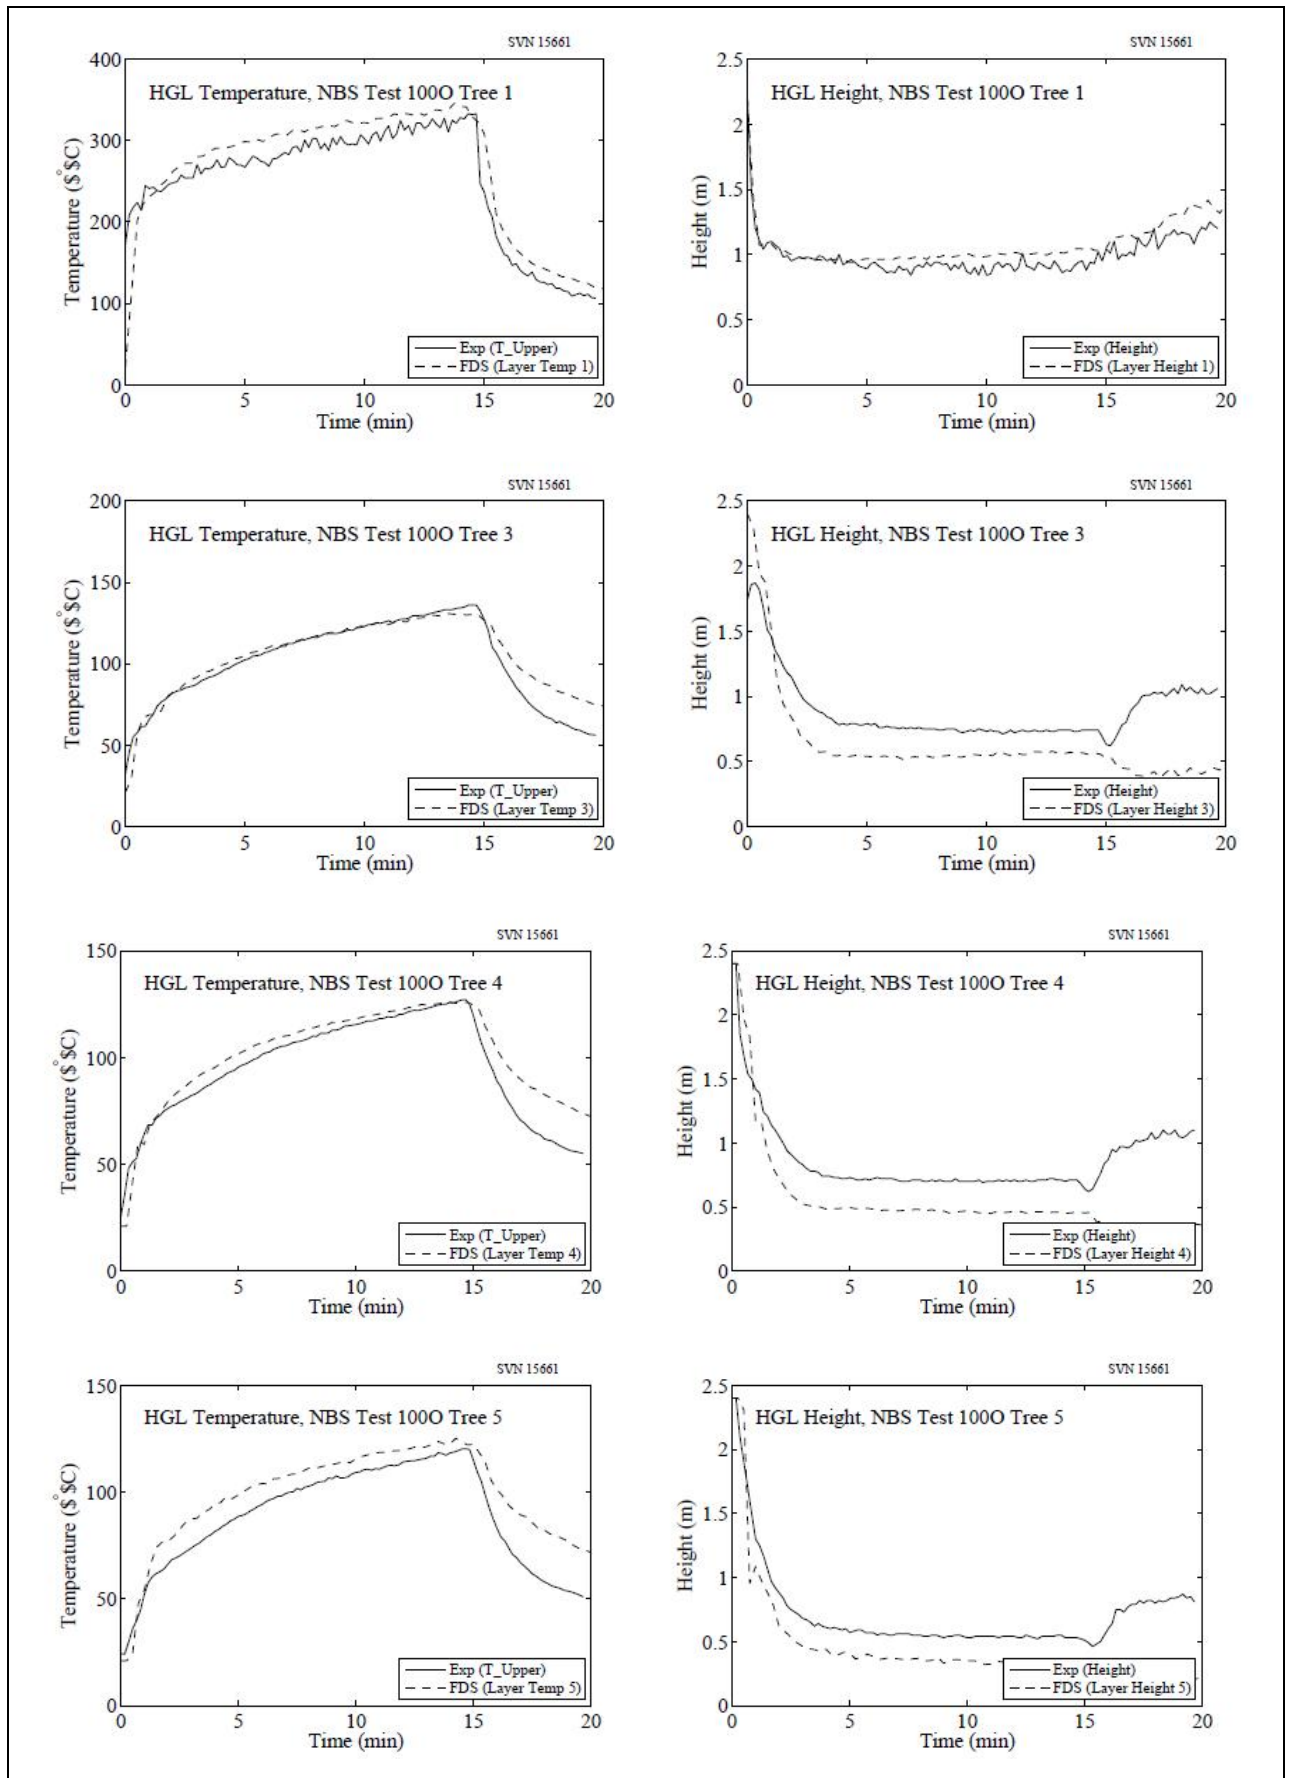 SVN 15661
HGL Temperature, NBS Test 100O Tree 1
Temperature ($°$C)
400
300
200
100
0
Exp (T_Upper)
FDS (Layer Temp 1)
0 5 10 15 20
Time (min)
SVN 15661
HGL Height, NBS Test 100O Tree 1
Height (m)
2.5
2
1.5
1
0.5
0
Exp (Height)
FDS (Layer Height 1)
0 5 10 15 20
Time (min)
SVN 15661
HGL Temperature, NBS Test 100O Tree 3
Temperature ($°$C)
200
150
100
50
0
Exp (T_Upper)
FDS (Layer Temp 3)
0 5 10 15 20
Time (min)
SVN 15661
HGL Height, NBS Test 100O Tree 3
Height (m)
2.5
2
1.5
1
0.5
0
Exp (Height)
FDS (Layer Height 3)
0 5 10 15 20
Time (min)
SVN 15661
HGL Temperature, NBS Test 100O Tree 4
Temperature ($°$C)
150
100
50
0
Exp (T_Upper)
FDS (Layer Temp 4)
0 5 10 15 20
Time (min)
SVN 15661
HGL Height, NBS Test 100O Tree 4
Height (m)
2.5
2
1.5
1
0.5
0
Exp (Height)
FDS (Layer Height 4)
0 5 10 15 20
Time (min)
SVN 15661
HGL Temperature, NBS Test 100O Tree 5
Temperature ($°$C)
150
100
50
0
Exp (T_Upper)
FDS (Layer Temp 5)
0 5 10 15 20
Time (min)
SVN 15661
HGL Height, NBS Test 100O Tree 5
Height (m)
2.5
2
1.5
1
0.5
0
Exp (Height)
FDS (Layer Height 5)
0 5 10 15 20
Time (min)